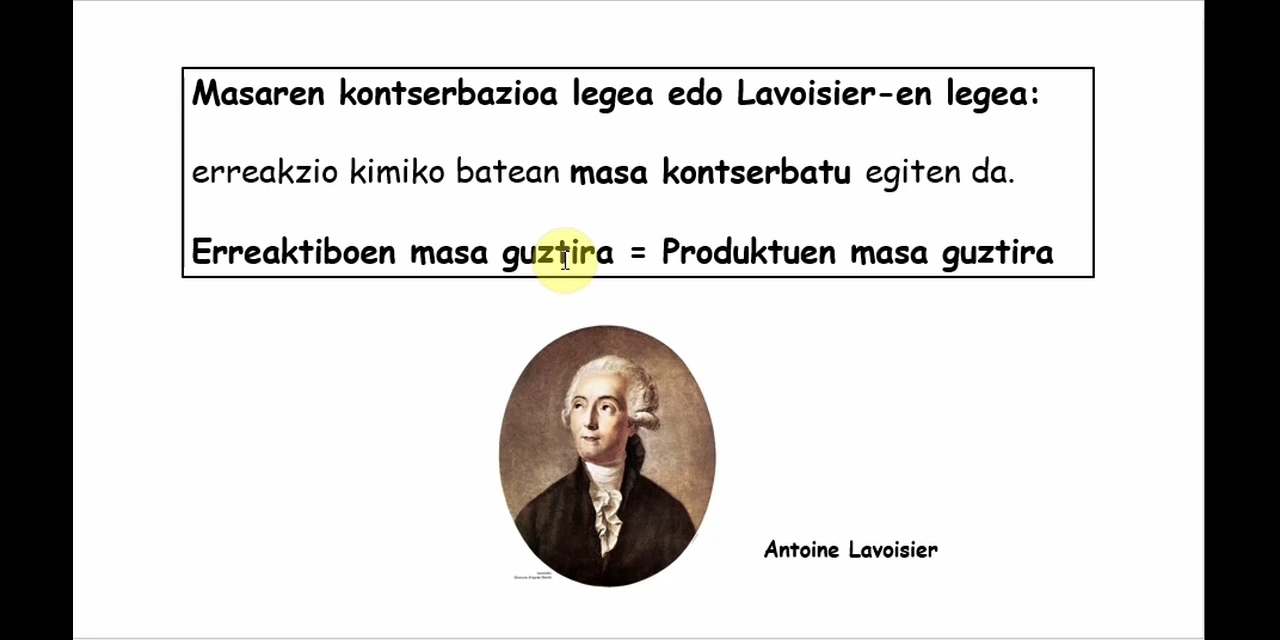 Masaren kontserbazioa legea edo Lavoisier-en legea:
erreakzio kimiko batean masa kontserbatu egiten da.
Erreaktiboen masa guztira = Produktuen masa guztira
Antoine Lavoisier